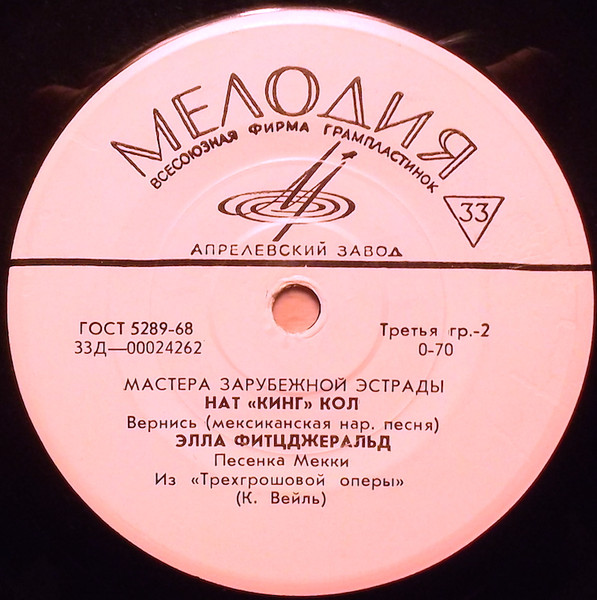 МЕЛОДИЯ
ВСЕСОЮЗНАЯ ФИРМА ГРАМПЛАСТИНОК
33
АПРЕЛЕВСКИЙ ЗАВОД
ГОСТ 5289-68
33Д—00024262
Третья гр.-2
0-70
МАСТЕРА ЗАРУБЕЖНОЙ ЭСТРАДЫ
НАТ «КИНГ» КОЛ
Вернись (мексиканская нар. песня)
ЭЛЛА ФИТЦДЖЕРАЛЬД
Песенка Мекки
Из «Трехгрошовой оперы»
(К. Вейль)